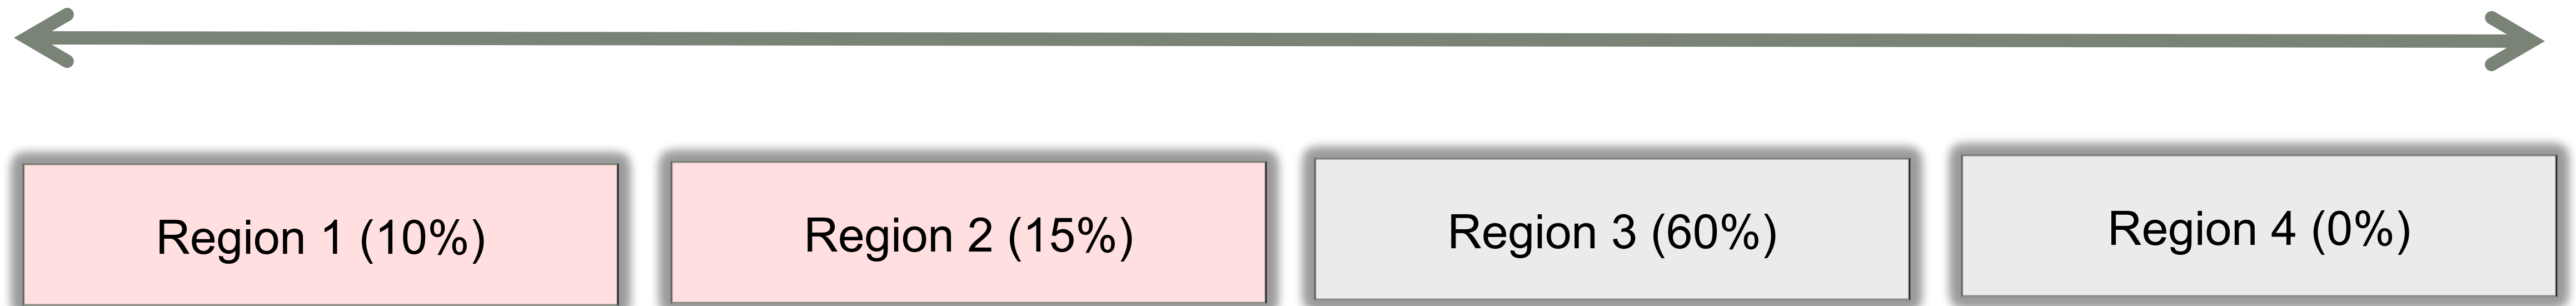 Region 1 (10%)
Region 2 (15%)
Region 3 (60%)
Region 4 (0%)